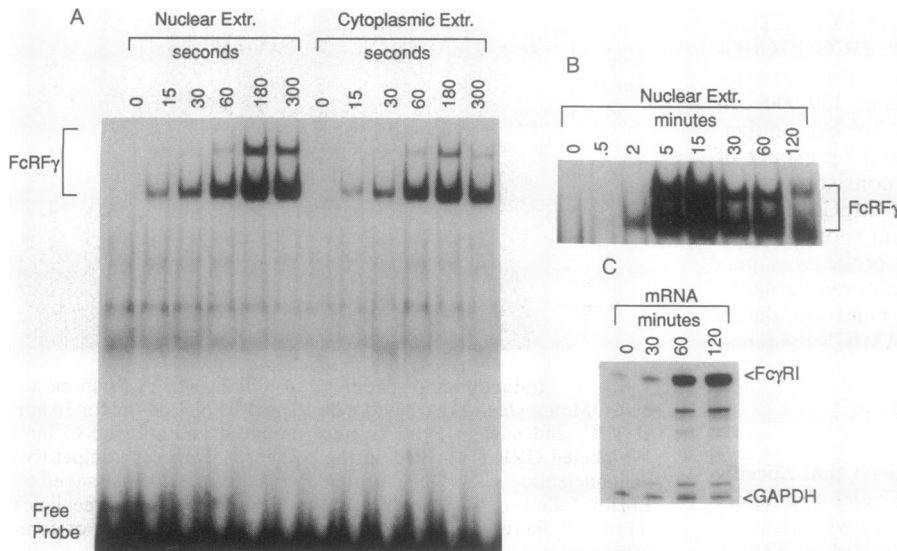 A
Nuclear Extr.
Cytoplasmic Extr.
seconds
seconds
0 15 30 60 180 300 0 15 30 60 180 300
FcRFγ
Free
Probe
B
Nuclear Extr.
minutes
0 .5 2 5 15 30 60 120
FcRFγ
C
mRNA
minutes
0 30 60 120
<FcγRI
<GAPDH